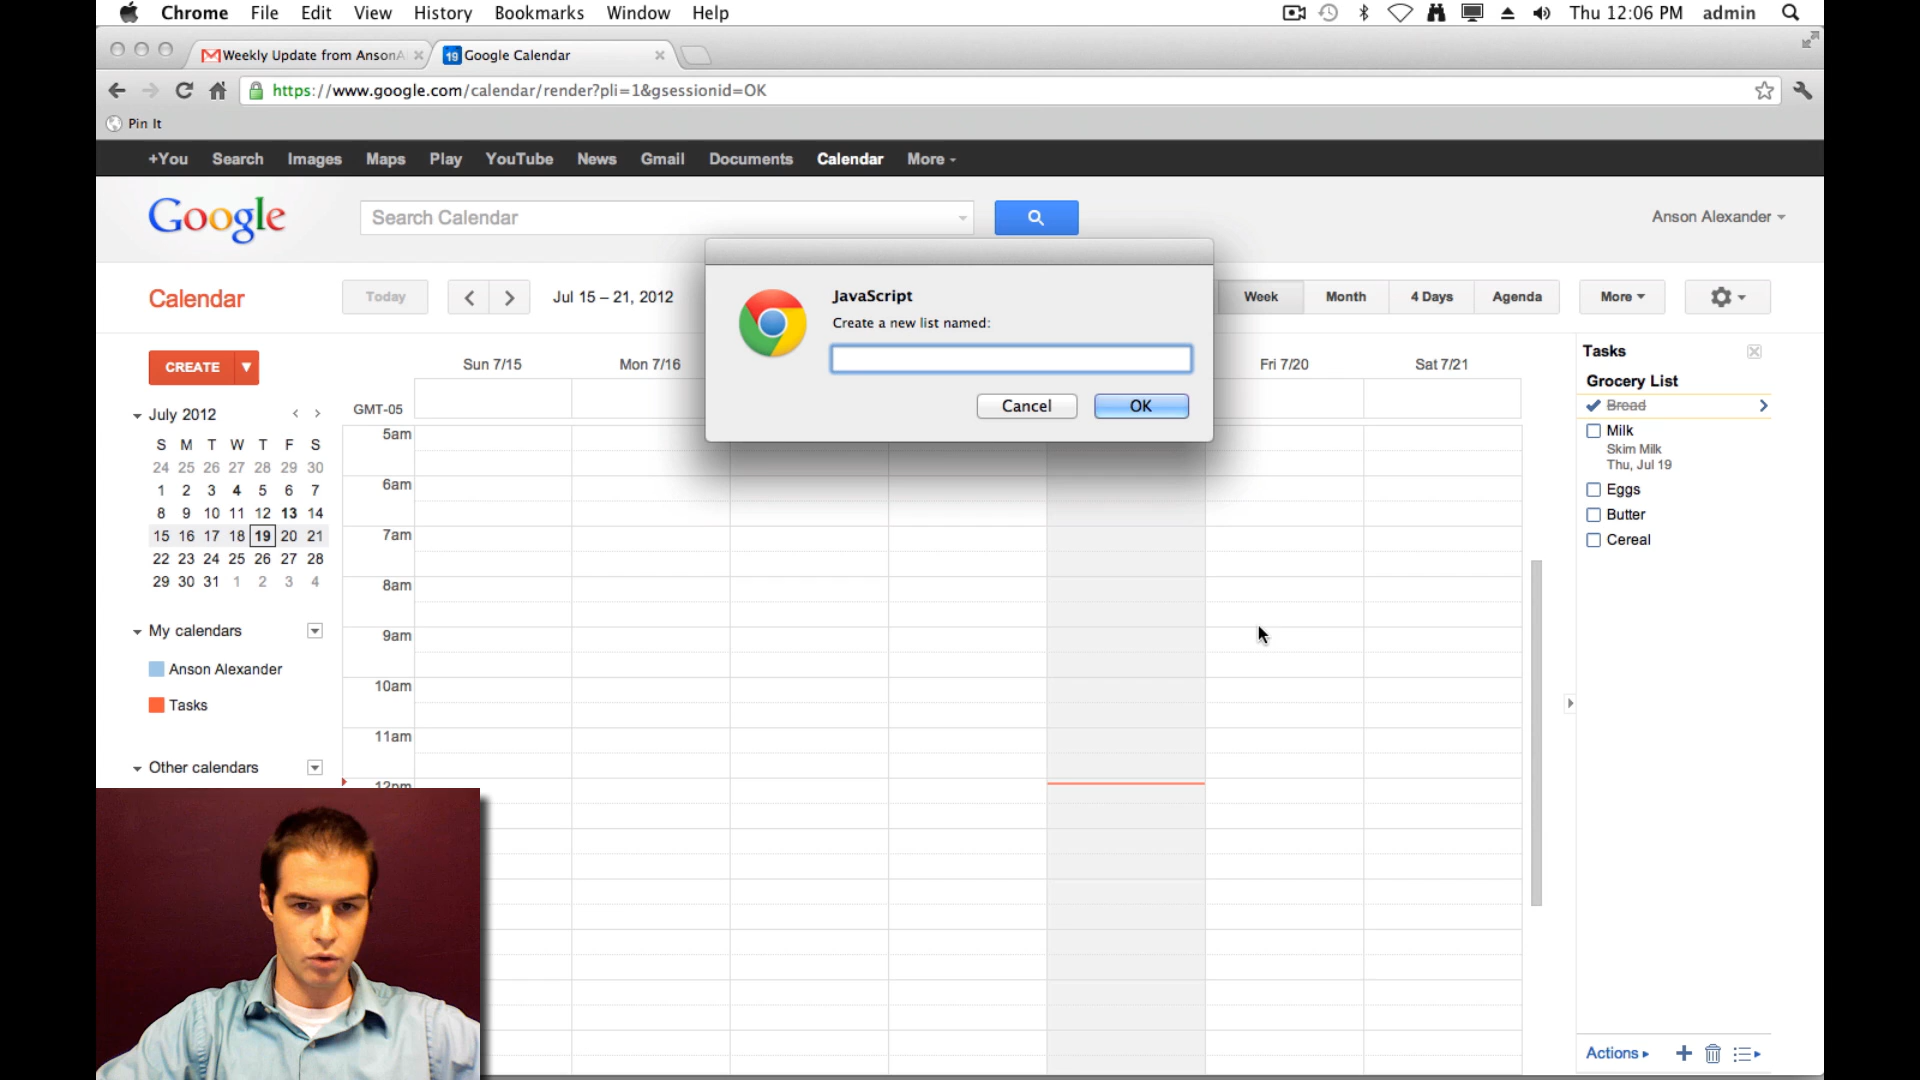 Chrome File Edit View History Bookmarks Window Help Thu 12:06 PM admin
Weekly Update from AnsonA Google Calendar
https://www.google.com/calendar/render?pli=1&gsessionid=OK
Pin It
+You Search Images Maps Play YouTube News Gmail Documents Calendar More
Google Search Calendar Anson Alexander
Calendar Today Jul 15 – 21, 2012 Week Month 4 Days Agenda More
JavaScript
Create a new list named:
Cancel OK
CREATE
Sun 7/15 Mon 7/16 Fri 7/20 Sat 7/21
GMT-05
5am
6am
7am
8am
9am
10am
11am
12pm
July 2012
S M T W T F S
24 25 26 27 28 29 30
1 2 3 4 5 6 7
8 9 10 11 12 13 14
15 16 17 18 19 20 21
22 23 24 25 26 27 28
29 30 31 1 2 3 4
My calendars
Anson Alexander
Tasks
Other calendars
Tasks
Grocery List
Bread
Milk
Skim Milk
Thu, Jul 19
Eggs
Butter
Cereal
Actions